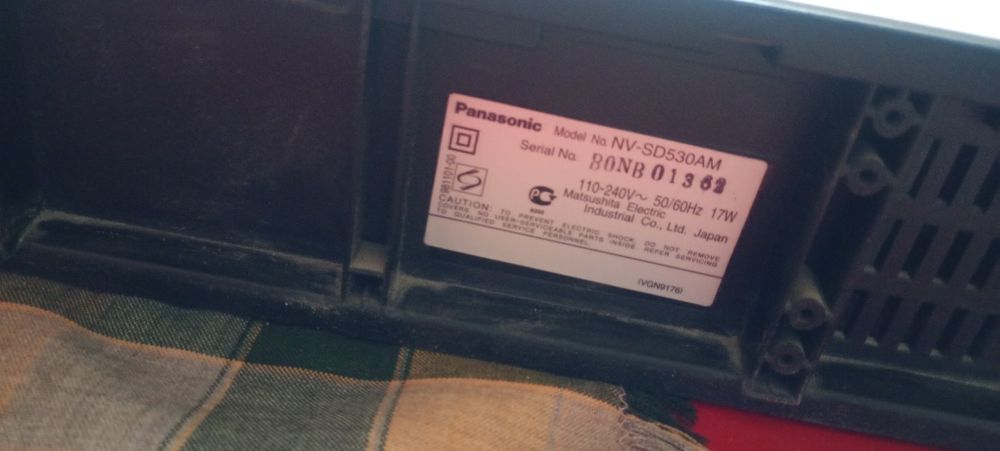 Panasonic Model No. NV-SD530AM
Serial No. B0NB01362
110-240V~ 50/60Hz 17W
Matsushita Electric
Industrial Co., Ltd. Japan
981101-00
CAUTION: TO PREVENT ELECTRIC SHOCK, DO NOT REMOVE
COVERS, NO USER-SERVICEABLE PARTS INSIDE. REFER SERVICING
TO QUALIFIED SERVICE PERSONNEL.
(VGN9176)